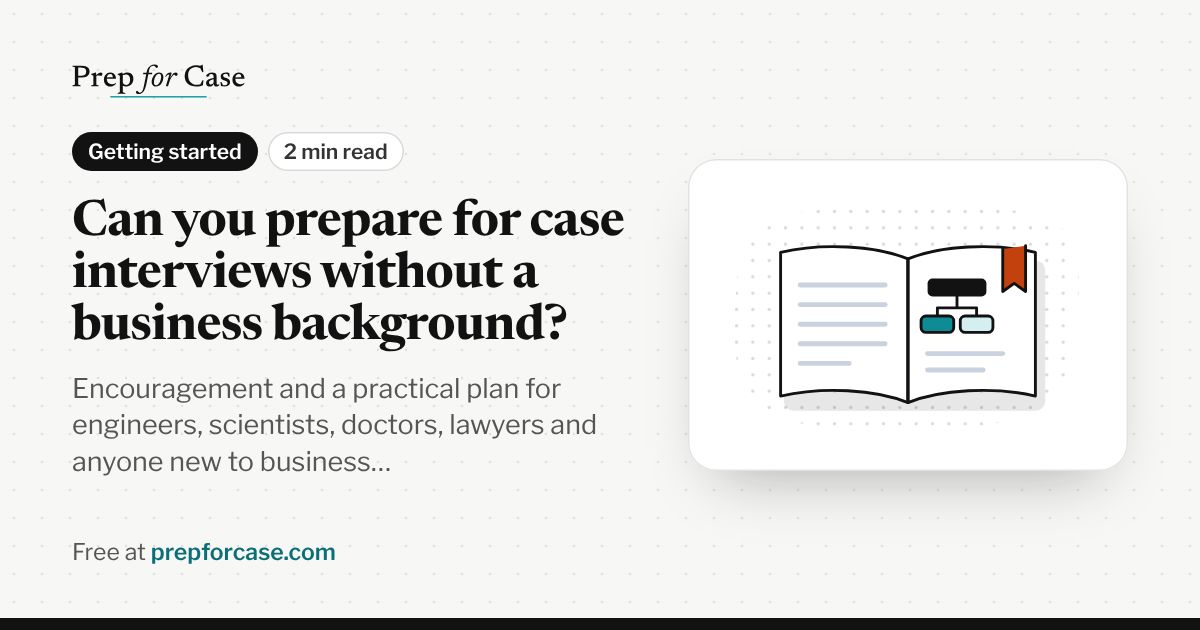 Prep for Case
Getting started
2 min read
Can you prepare for case
interviews without a
business background?
Encouragement and a practical plan for
engineers, scientists, doctors, lawyers and
anyone new to business...
Free at prepforcase.com